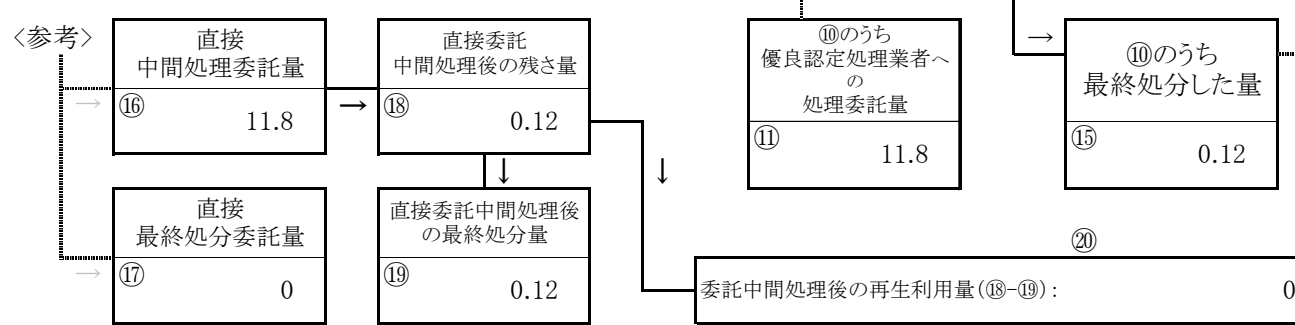 〈参考〉
直接
中間処理委託量
→
⑯
11.8
→
直接委託
中間処理後の残さ量
⑱
0.12
⑩のうち
優良認定処理業者へ
の
処理委託量
⑪
11.8
→
⑩のうち
最終処分した量
⑮
0.12
↓
↓
直接
最終処分委託量
→
⑰
0
直接委託中間処理後
の最終処分量
⑲
0.12
⑳
委託中間処理後の再生利用量(⑱-⑲):
0